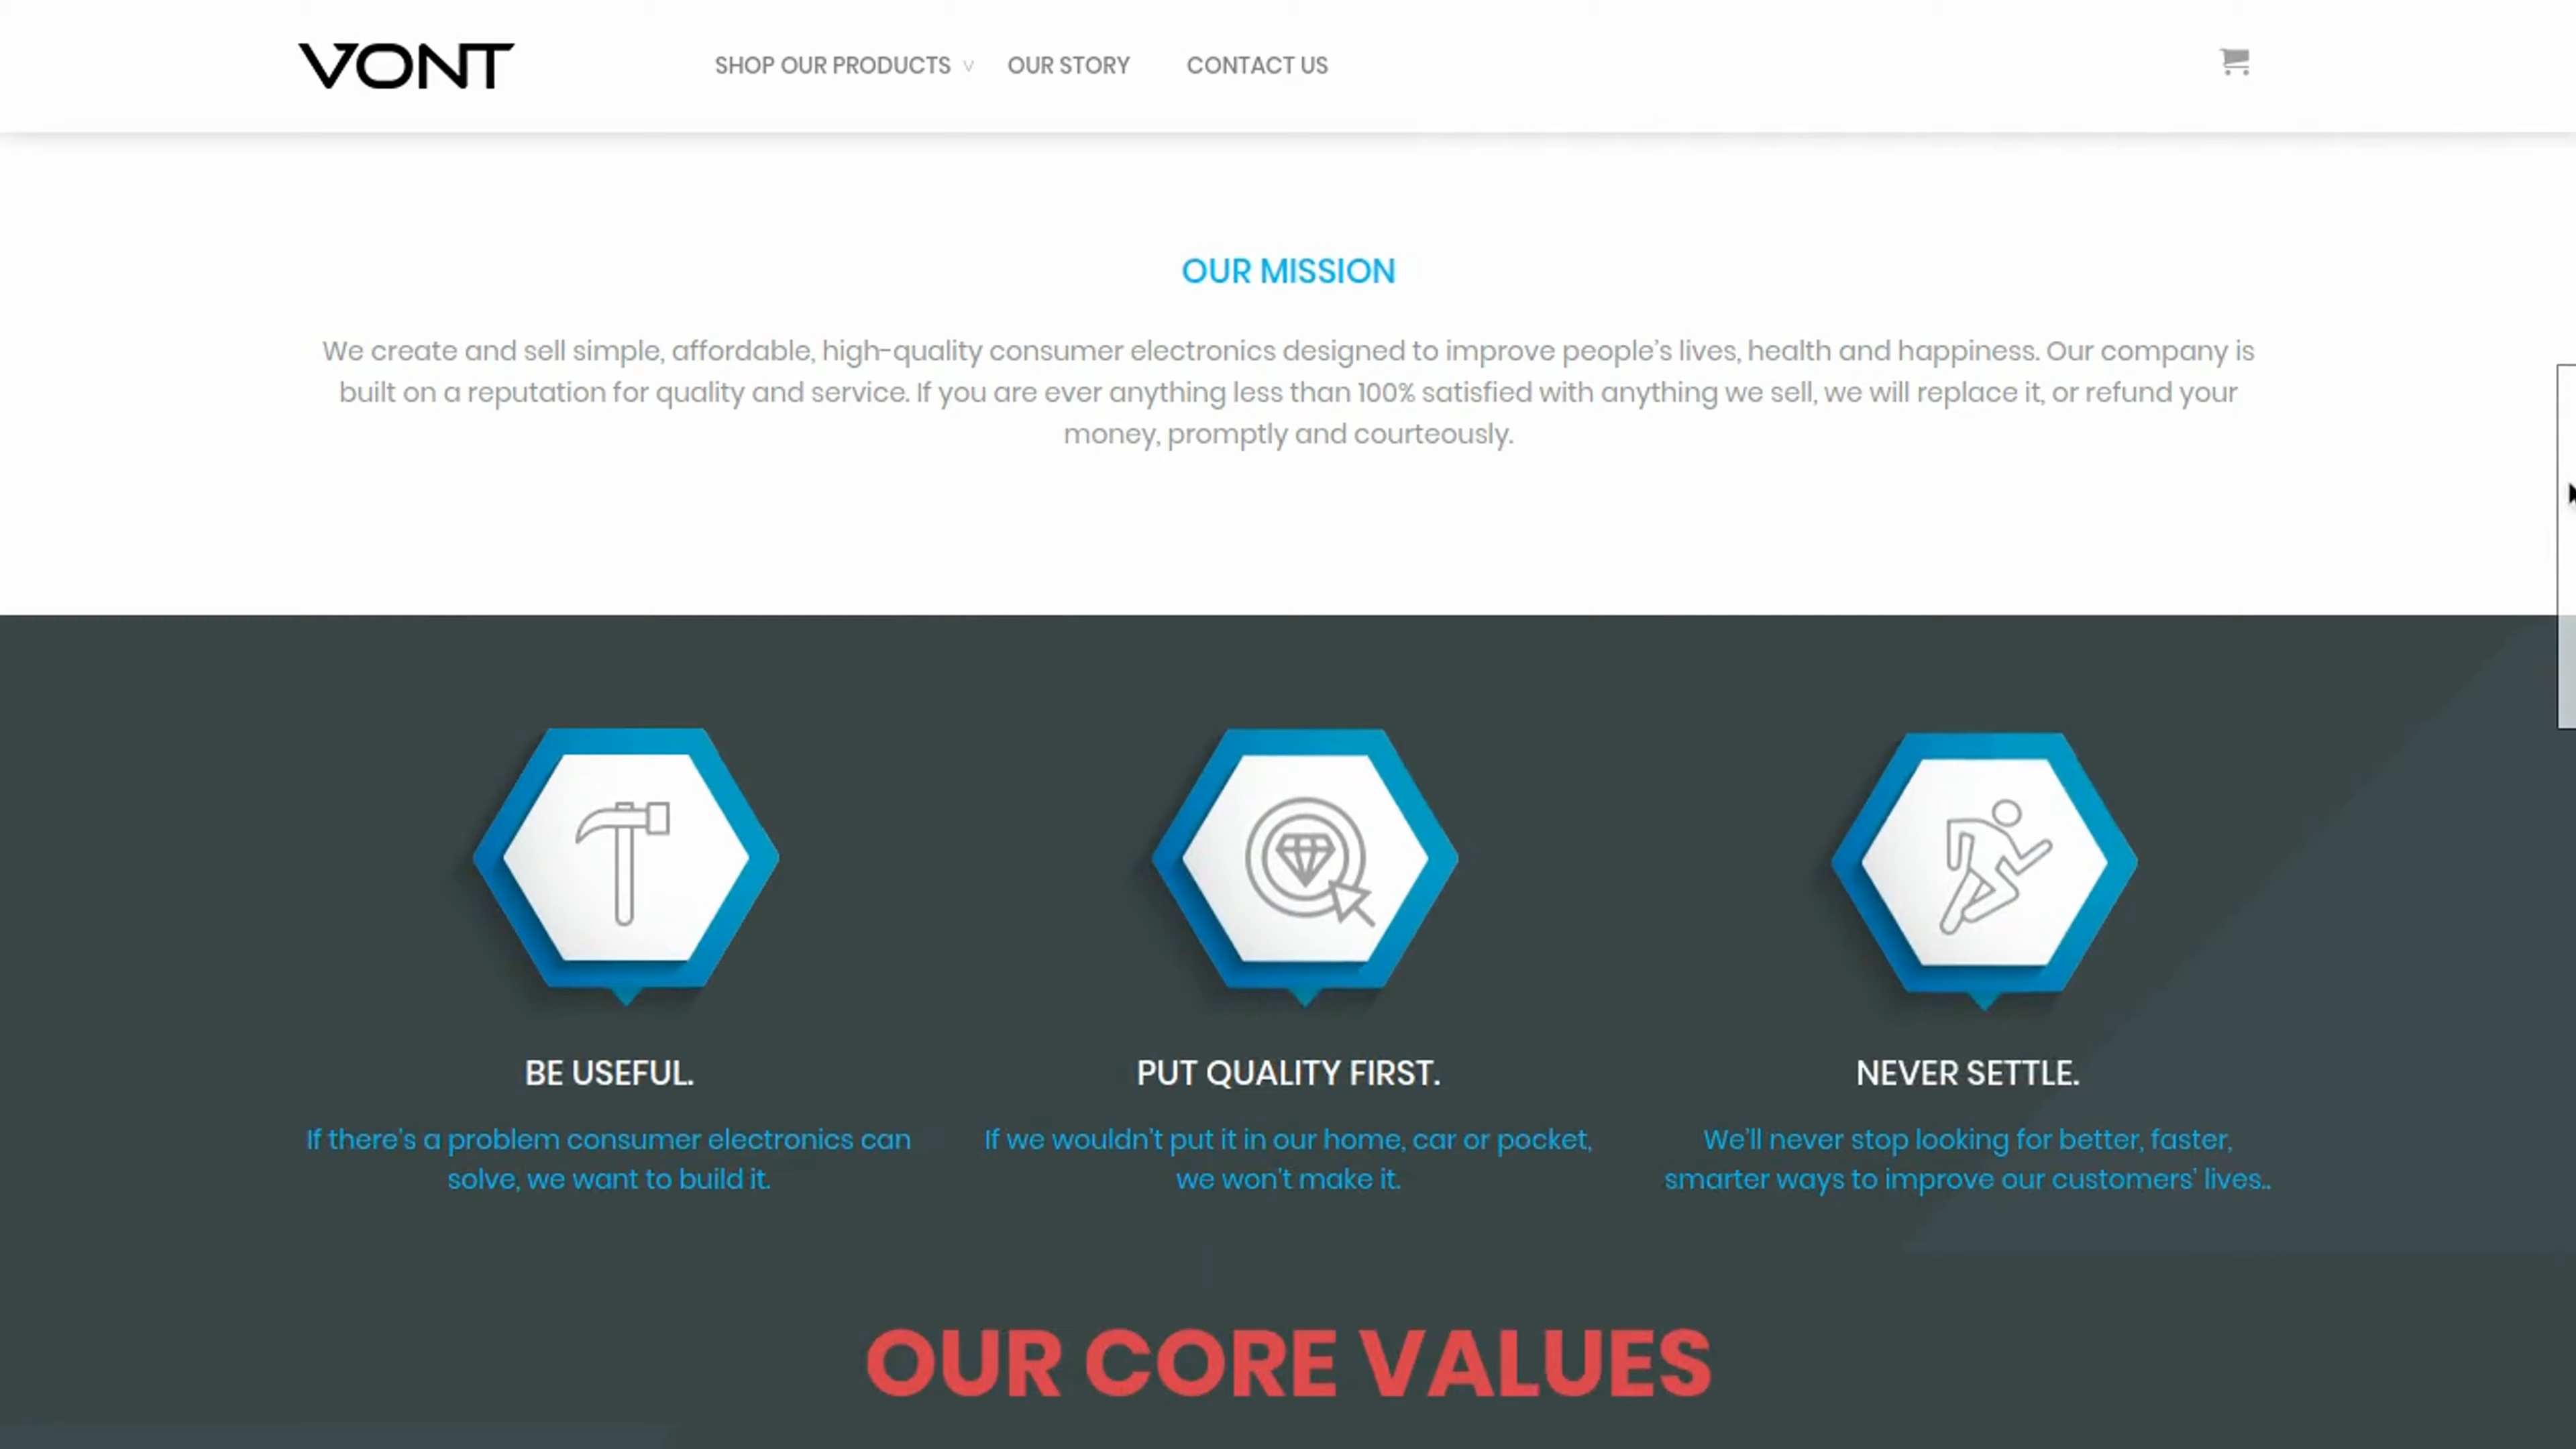 VONT
SHOP OUR PRODUCTS
OUR STORY
CONTACT US
OUR MISSION
We create and sell simple, affordable, high-quality consumer electronics designed to improve people's lives, health and happiness. Our company is
built on a reputation for quality and service. If you are ever anything less than 100% satisfied with anything we sell, we will replace it, or refund your
money, promptly and courteously.
BE USEFUL.
If there's a problem consumer electronics can
solve, we want to build it.
PUT QUALITY FIRST.
If we wouldn't put it in our home, car or pocket,
we won't make it.
NEVER SETTLE.
We'll never stop looking for better, faster,
smarter ways to improve our customers' lives..
OUR CORE VALUES